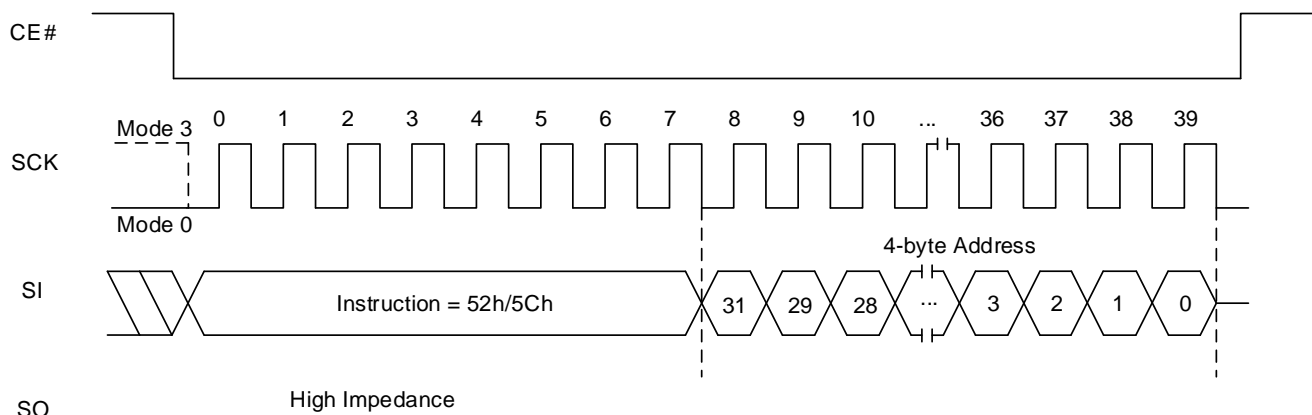 CE#
SCK
Mode 3
0 1 2 3 4 5 6 7 8 9 10 ... 36 37 38 39
Mode 0
4-byte Address
SI
Instruction = 52h/5Ch
31 29 28 ... 3 2 1 0
SO
High Impedance